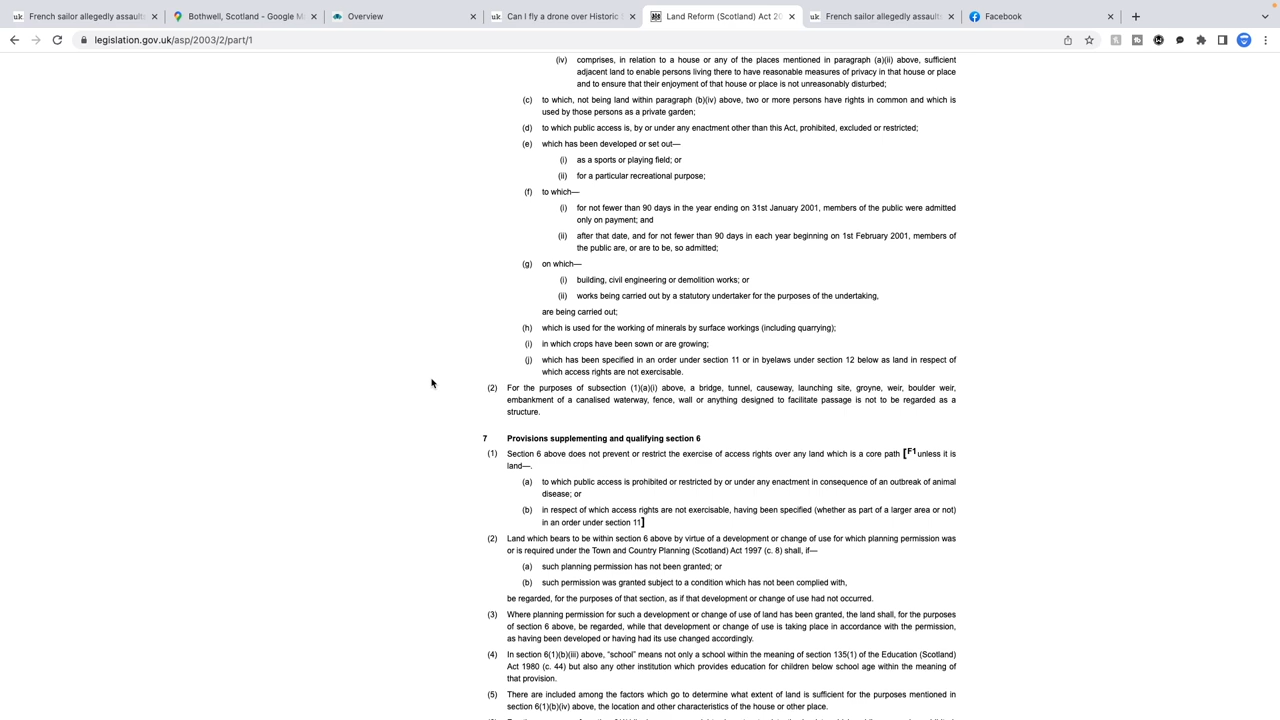 uk French sailor allegedly assault
Bothwell, Scotland - Google M
Overview
uk Can I fly a drone over Historic
Land Reform (Scotland) Act 20
uk French sailor allegedly assault
Facebook
legislation.gov.uk/asp/2003/2/part/1
(iv) comprises, in relation to a house or any of the places mentioned in paragraph (a)(ii) above, sufficient
adjacent land to enable persons living there to have reasonable measures of privacy in that house or place
and to ensure that their enjoyment of that house or place is not unreasonably disturbed;
(c) to which, not being land within paragraph (b)(iv) above, two or more persons have rights in common and which is
used by those persons as a private garden;
(d) to which public access is, by or under any enactment other than this Act, prohibited, excluded or restricted;
(e) which has been developed or set out—
(i) as a sports or playing field; or
(ii) for a particular recreational purpose;
(f) to which—
(i) for not fewer than 90 days in the year ending on 31st January 2001, members of the public were admitted
only on payment; and
(ii) after that date, and for not fewer than 90 days in each year beginning on 1st February 2001, members of
the public are, or are to be, so admitted;
(g) on which—
(i) building, civil engineering or demolition works; or
(ii) works being carried out by a statutory undertaker for the purposes of the undertaking,
are being carried out;
(h) which is used for the working of minerals by surface workings (including quarrying);
(i) in which crops have been sown or are growing;
(j) which has been specified in an order under section 11 or in byelaws under section 12 below as land in respect of
which access rights are not exercisable.
(2) For the purposes of subsection (1)(a)(i) above, a bridge, tunnel, causeway, launching site, groyne, weir, boulder weir,
embankment of a canalised waterway, fence, wall or anything designed to facilitate passage is not to be regarded as a
structure.
7 Provisions supplementing and qualifying section 6
(1) Section 6 above does not prevent or restrict the exercise of access rights over any land which is a core path [F1 unless it is
land—.
(a) to which public access is prohibited or restricted by or under any enactment in consequence of an outbreak of animal
disease; or
(b) in respect of which access rights are not exercisable, having been specified (whether as part of a larger area or not)
in an order under section 11]
(2) Land which bears to be within section 6 above by virtue of a development or change of use for which planning permission was
or is required under the Town and Country Planning (Scotland) Act 1997 (c. 8) shall, if—
(a) such planning permission has not been granted; or
(b) such permission was granted subject to a condition which has not been complied with,
be regarded, for the purposes of that section, as if that development or change of use had not occurred.
(3) Where planning permission for such a development or change of use of land has been granted, the land shall, for the purposes
of section 6 above, be regarded, while that development or change of use is taking place in accordance with the permission,
as having been developed or having had its use changed accordingly.
(4) In section 6(1)(b)(iii) above, “school” means not only a school within the meaning of section 135(1) of the Education (Scotland)
Act 1980 (c. 44) but also any other institution which provides education for children below school age within the meaning of
that provision.
(5) There are included among the factors which go to determine what extent of land is sufficient for the purposes mentioned in
section 6(1)(b)(iv) above, the location and other characteristics of the house or other place.